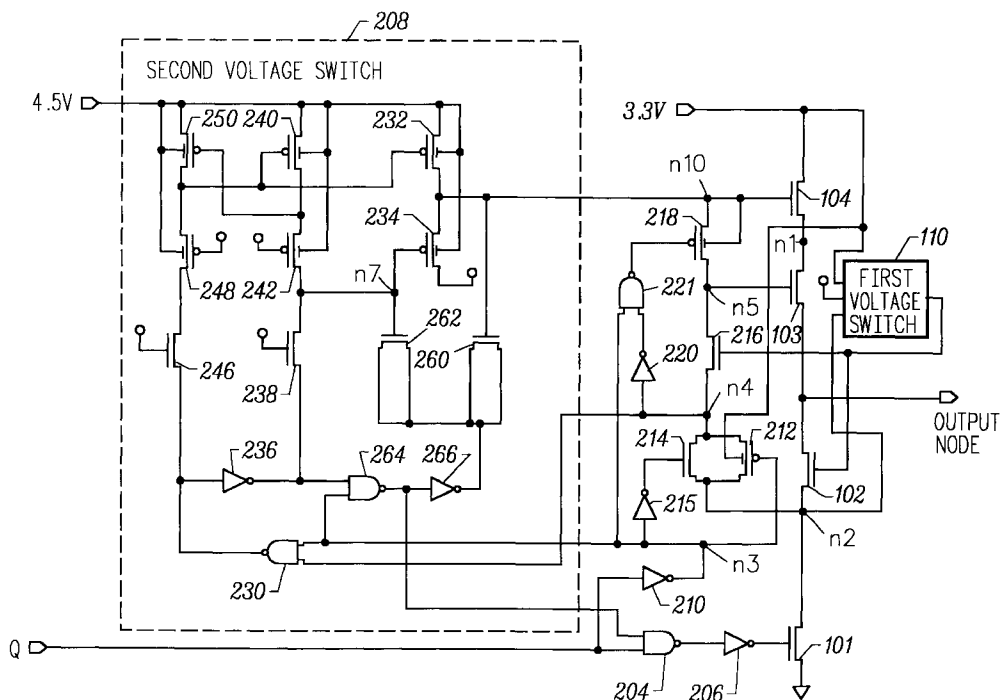 208
SECOND VOLTAGE SWITCH
4.5V
250
240
232
3.3V
n10
104
218
234
n1
110
FIRST
VOLTAGE
SWITCH
248
242
n7
221
n5
103
262
216
246
238
260
220
n4
OUTPUT
NODE
214
212
236
264
266
102
215
n2
230
n3
210
Q
204
206
101